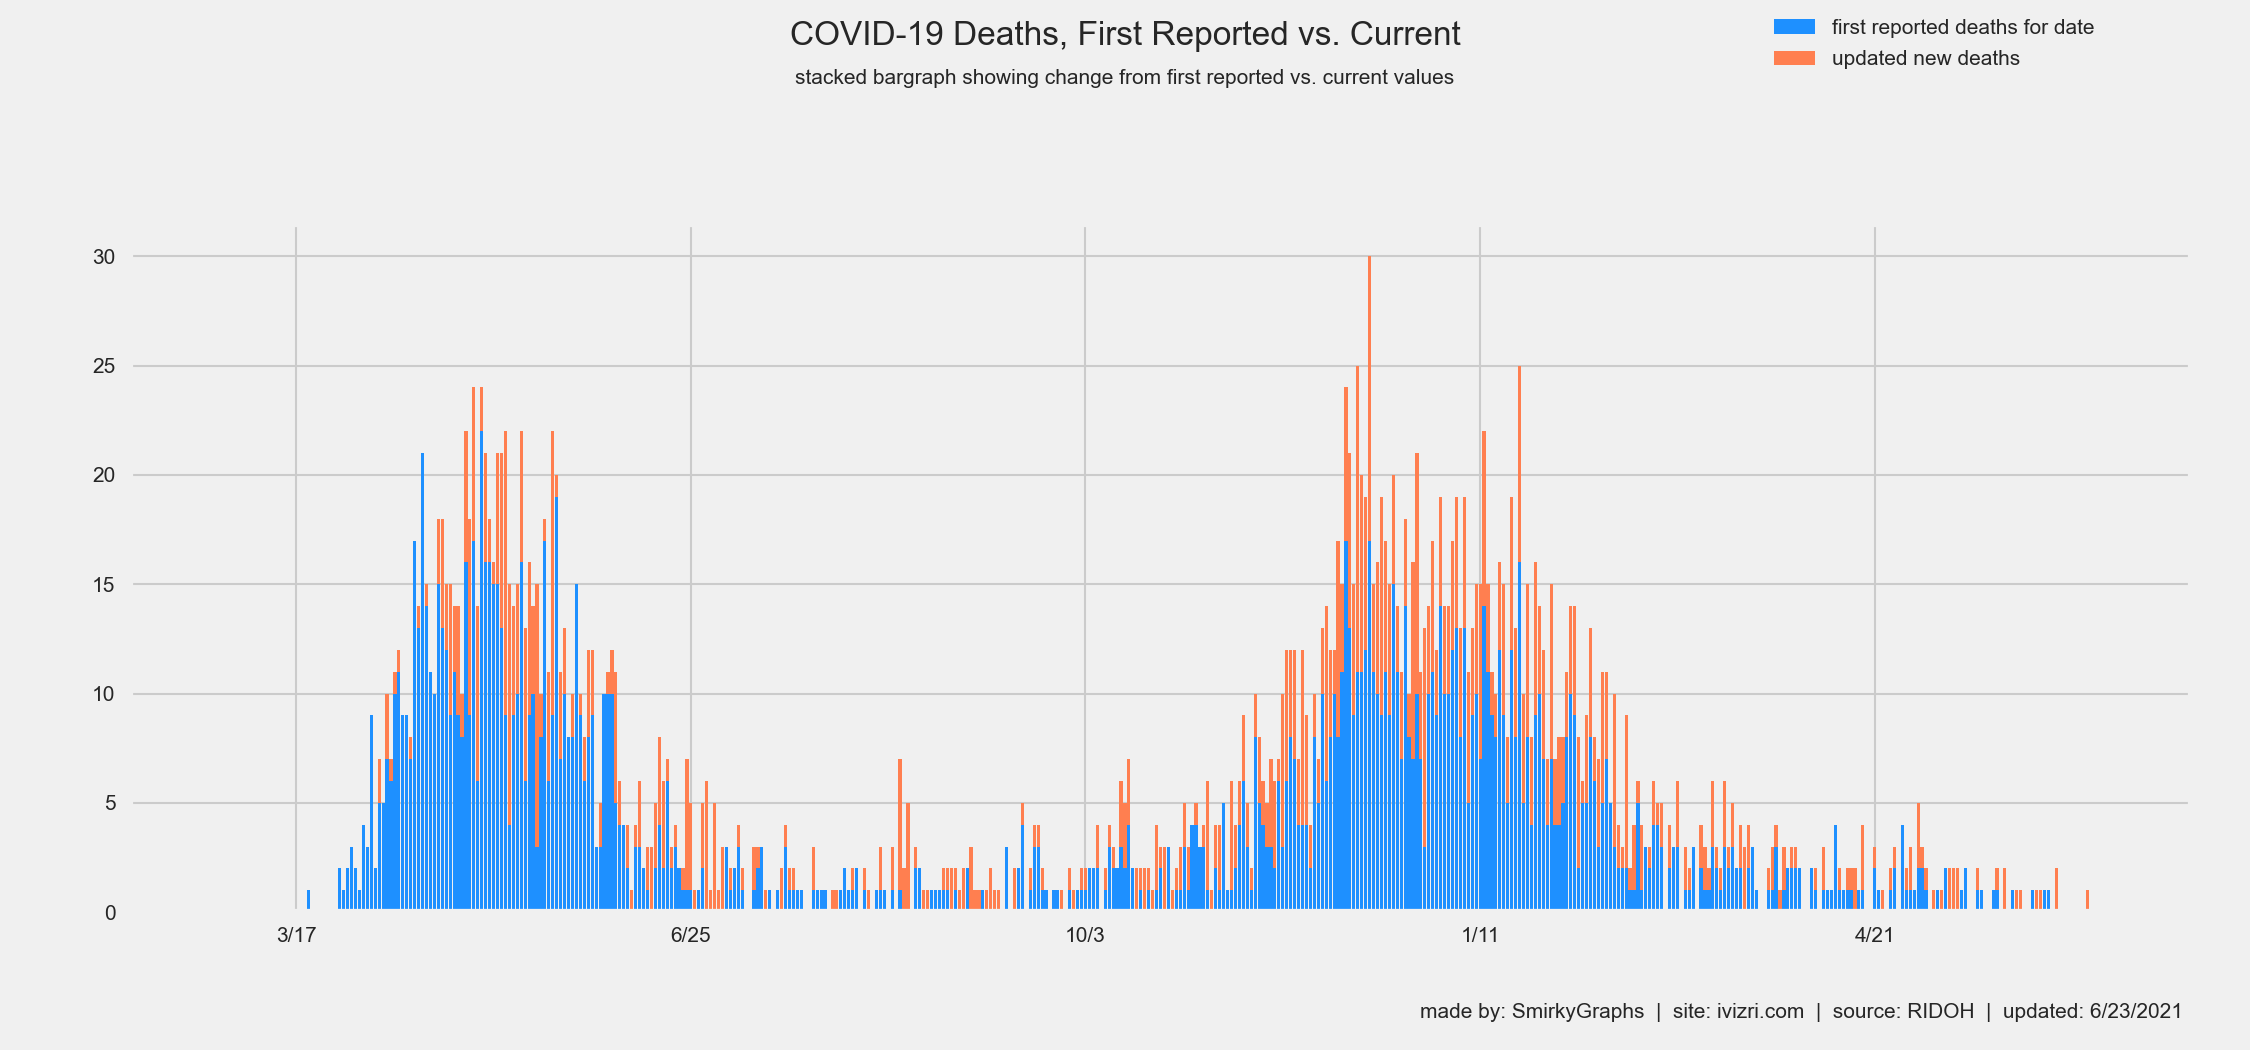 COVID-19 Deaths, First Reported vs. Current
stacked bargraph showing change from first reported vs. current values
first reported deaths for date
updated new deaths
30
25
20
15
10
5
0
3/17
6/25
10/3
1/11
4/21
made by: SmirkyGraphs | site: ivizri.com | source: RIDOH | updated: 6/23/2021